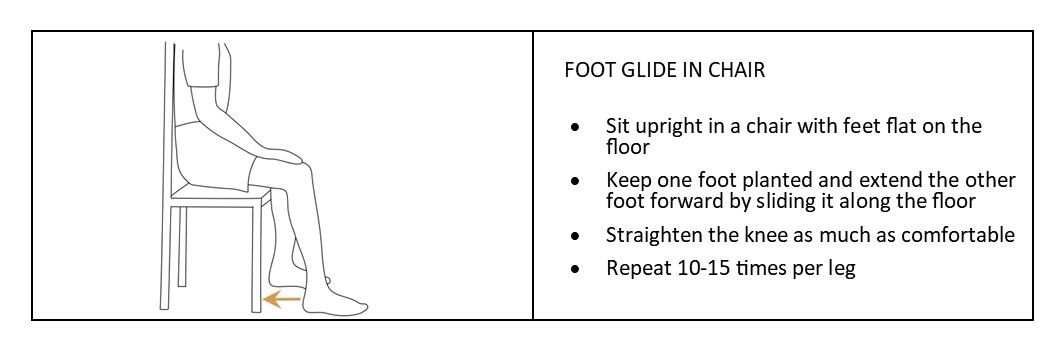 FOOT GLIDE IN CHAIR
• Sit upright in a chair with feet flat on the
floor
• Keep one foot planted and extend the other
foot forward by sliding it along the floor
• Straighten the knee as much as comfortable
• Repeat 10-15 times per leg